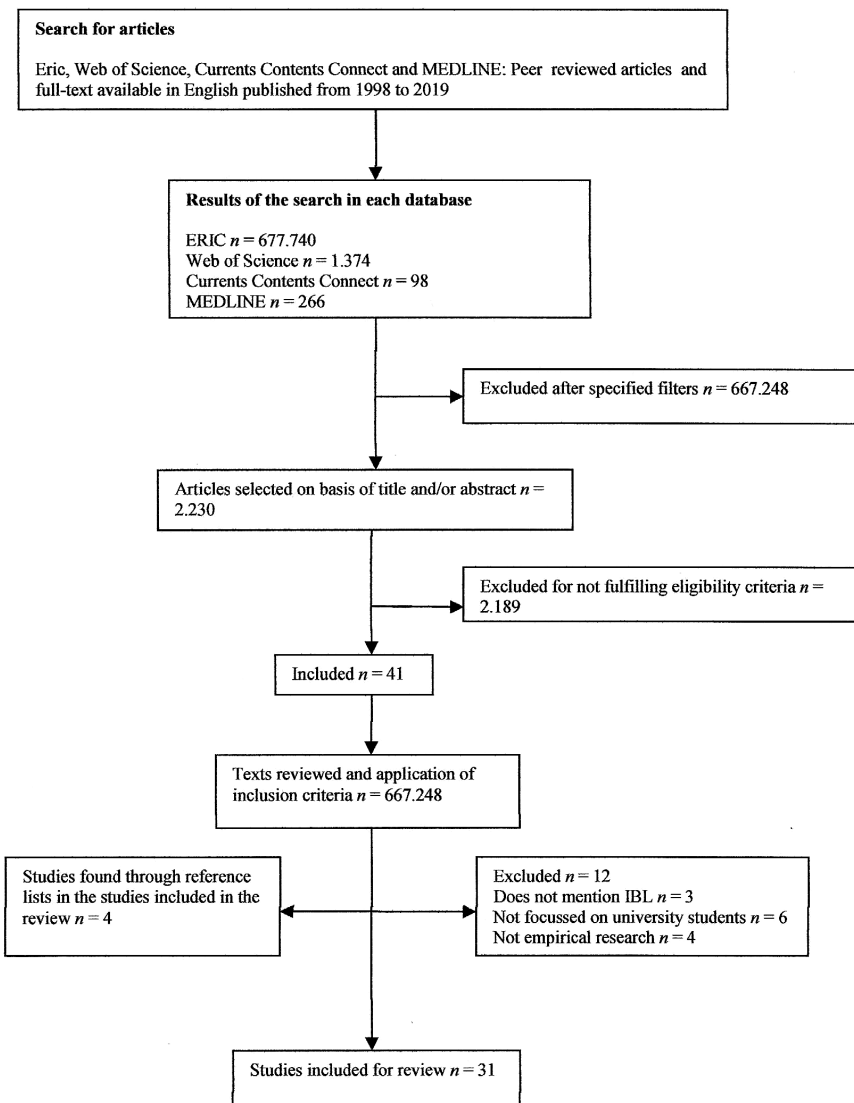 Search for articles
Eric, Web of Science, Currents Contents Connect and MEDLINE: Peer reviewed articles and
full-text available in English published from 1998 to 2019
Results of the search in each database
ERIC n = 677.740
Web of Science n = 1.374
Currents Contents Connect n = 98
MEDLINE n = 266
Excluded after specified filters n = 667.248
Articles selected on basis of title and/or abstract n =
2.230
Excluded for not fulfilling eligibility criteria n =
2.189
Included n = 41
Texts reviewed and application of
inclusion criteria n = 667.248
Studies found through reference
lists in the studies included in the
review n = 4
Excluded n = 12
Does not mention IBL n = 3
Not focussed on university students n = 6
Not empirical research n = 4
Studies included for review n = 31